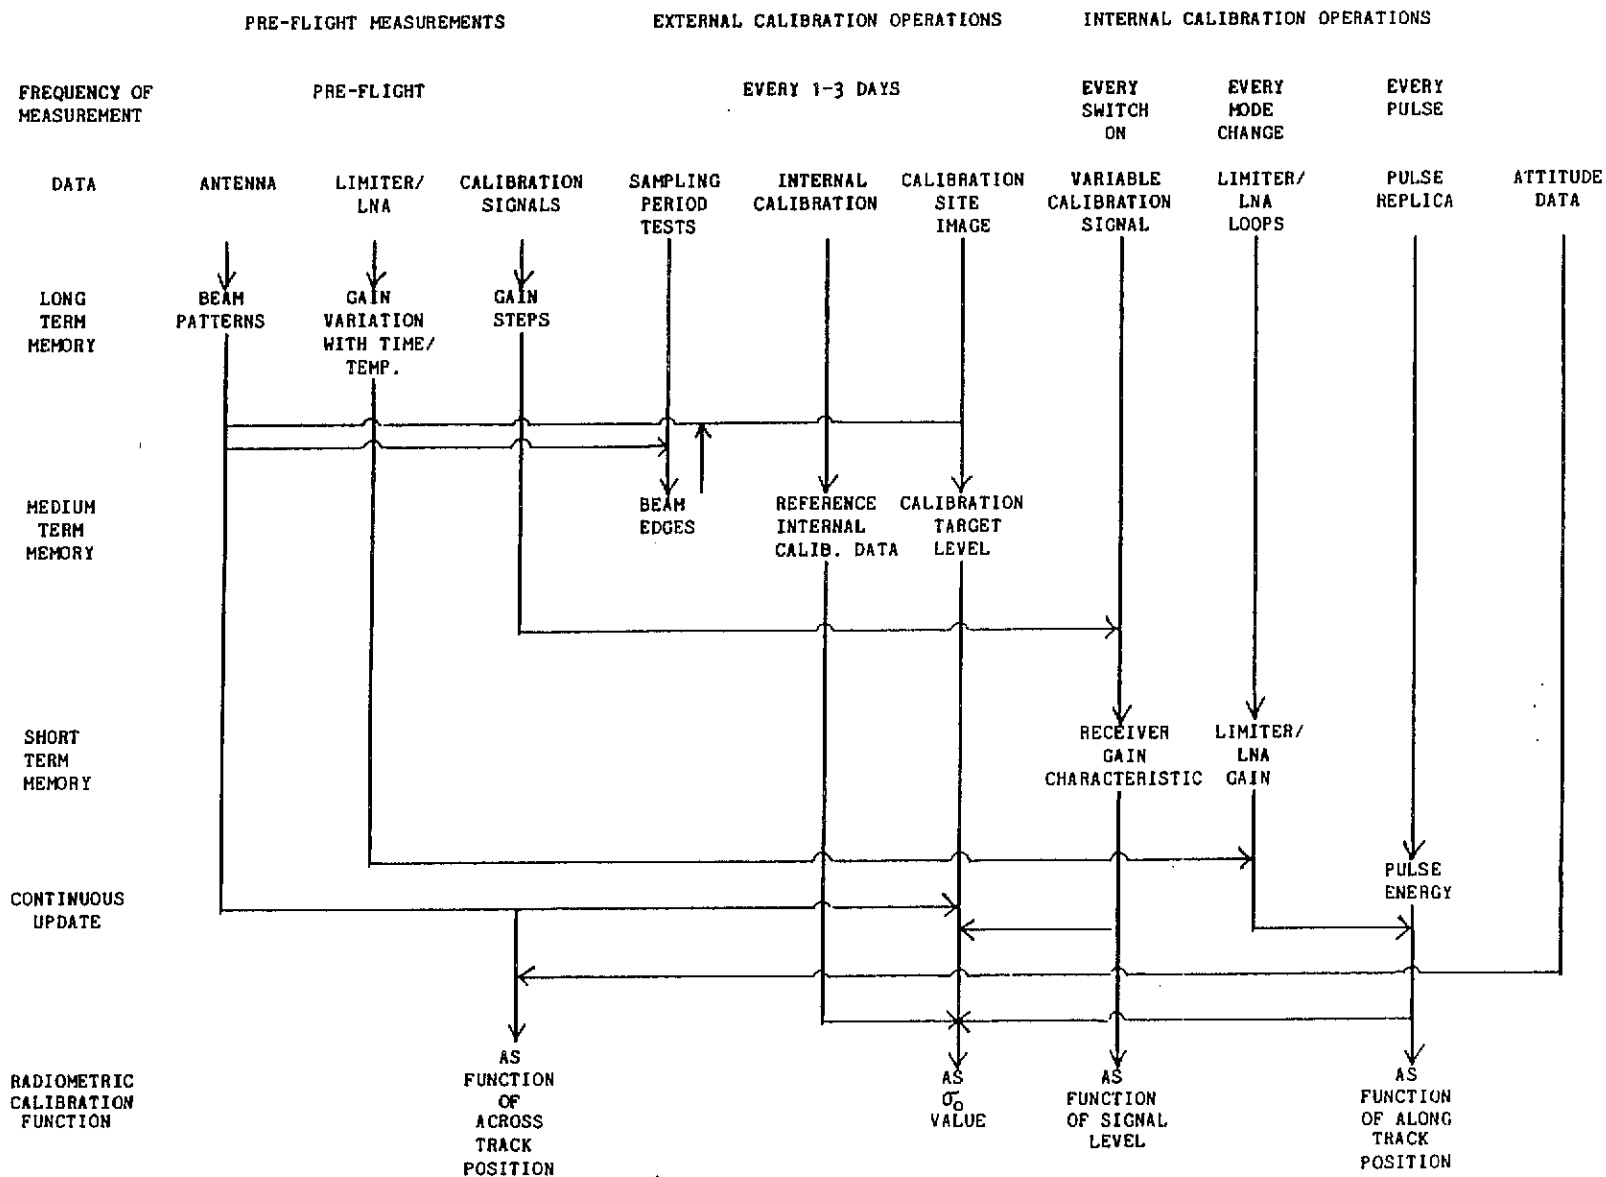 PRE-FLIGHT MEASUREMENTS
EXTERNAL CALIBRATION OPERATIONS
INTERNAL CALIBRATION OPERATIONS
FREQUENCY OF
MEASUREMENT
PRE-FLIGHT
EVERY 1-3 DAYS
EVERY
SWITCH
ON
EVERY
MODE
CHANGE
EVERY
PULSE
DATA
ANTENNA
LIMITER/
LNA
CALIBRATION
SIGNALS
SAMPLING
PERIOD
TESTS
INTERNAL
CALIBRATION
CALIBRATION
SITE
IMAGE
VARIABLE
CALIBRATION
SIGNAL
LIMITER/
LNA
LOOPS
PULSE
REPLICA
ATTITUDE
DATA
LONG
TERM
MEMORY
BEAM
PATTERNS
GAIN
VARIATION
WITH TIME/
TEMP.
GAIN
STEPS
MEDIUM
TERM
MEMORY
BEAM
EDGES
REFERENCE
INTERNAL
CALIB. DATA
CALIBRATION
TARGET
LEVEL
SHORT
TERM
MEMORY
RECEIVER
GAIN
CHARACTERISTIC
LIMITER/
LNA
GAIN
CONTINUOUS
UPDATE
PULSE
ENERGY
RADIOMETRIC
CALIBRATION
FUNCTION
AS
FUNCTION
OF
ACROSS
TRACK
POSITION
AS
σ₀
VALUE
AS
FUNCTION
OF SIGNAL
LEVEL
AS
FUNCTION
OF ALONG
TRACK
POSITION